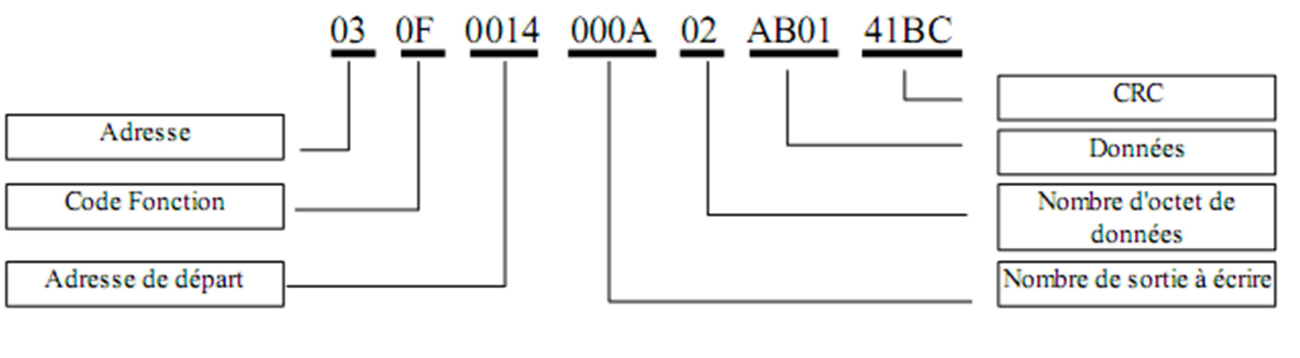 03 0F 0014 000A 02 AB01 41BC
Adresse
Code Fonction
Adresse de départ
CRC
Données
Nombre d'octet de
données
Nombre de sortie à écrire